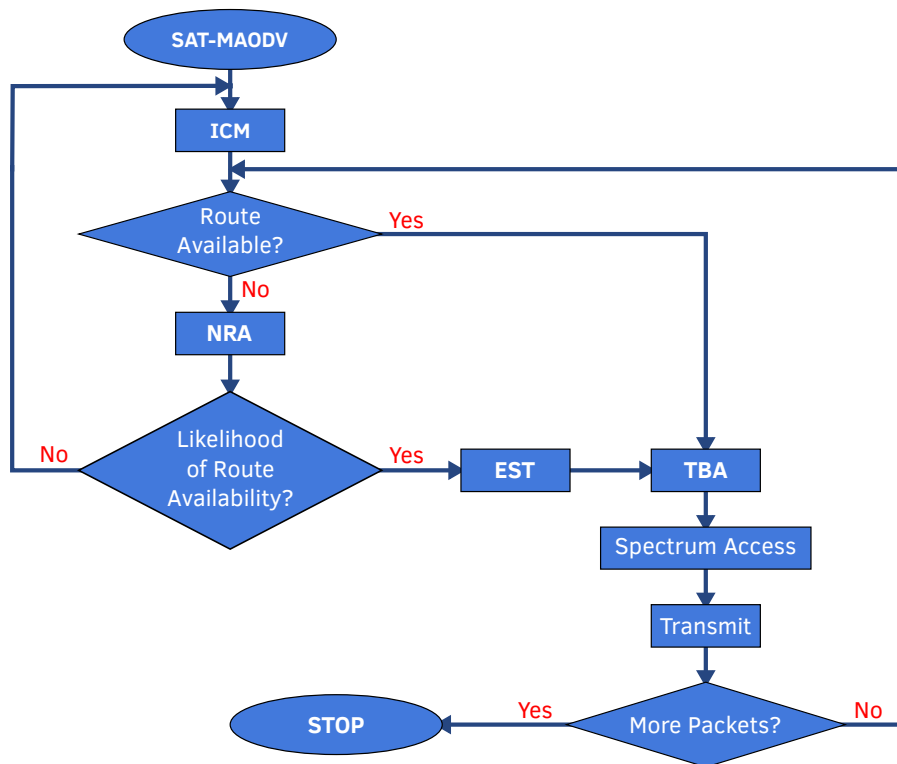 SAT-MAODV
ICM
Route
Available?
Yes
No
NRA
Likelihood
of Route
Availability?
No
Yes
EST
TBA
Spectrum Access
Transmit
More Packets?
Yes
No
STOP